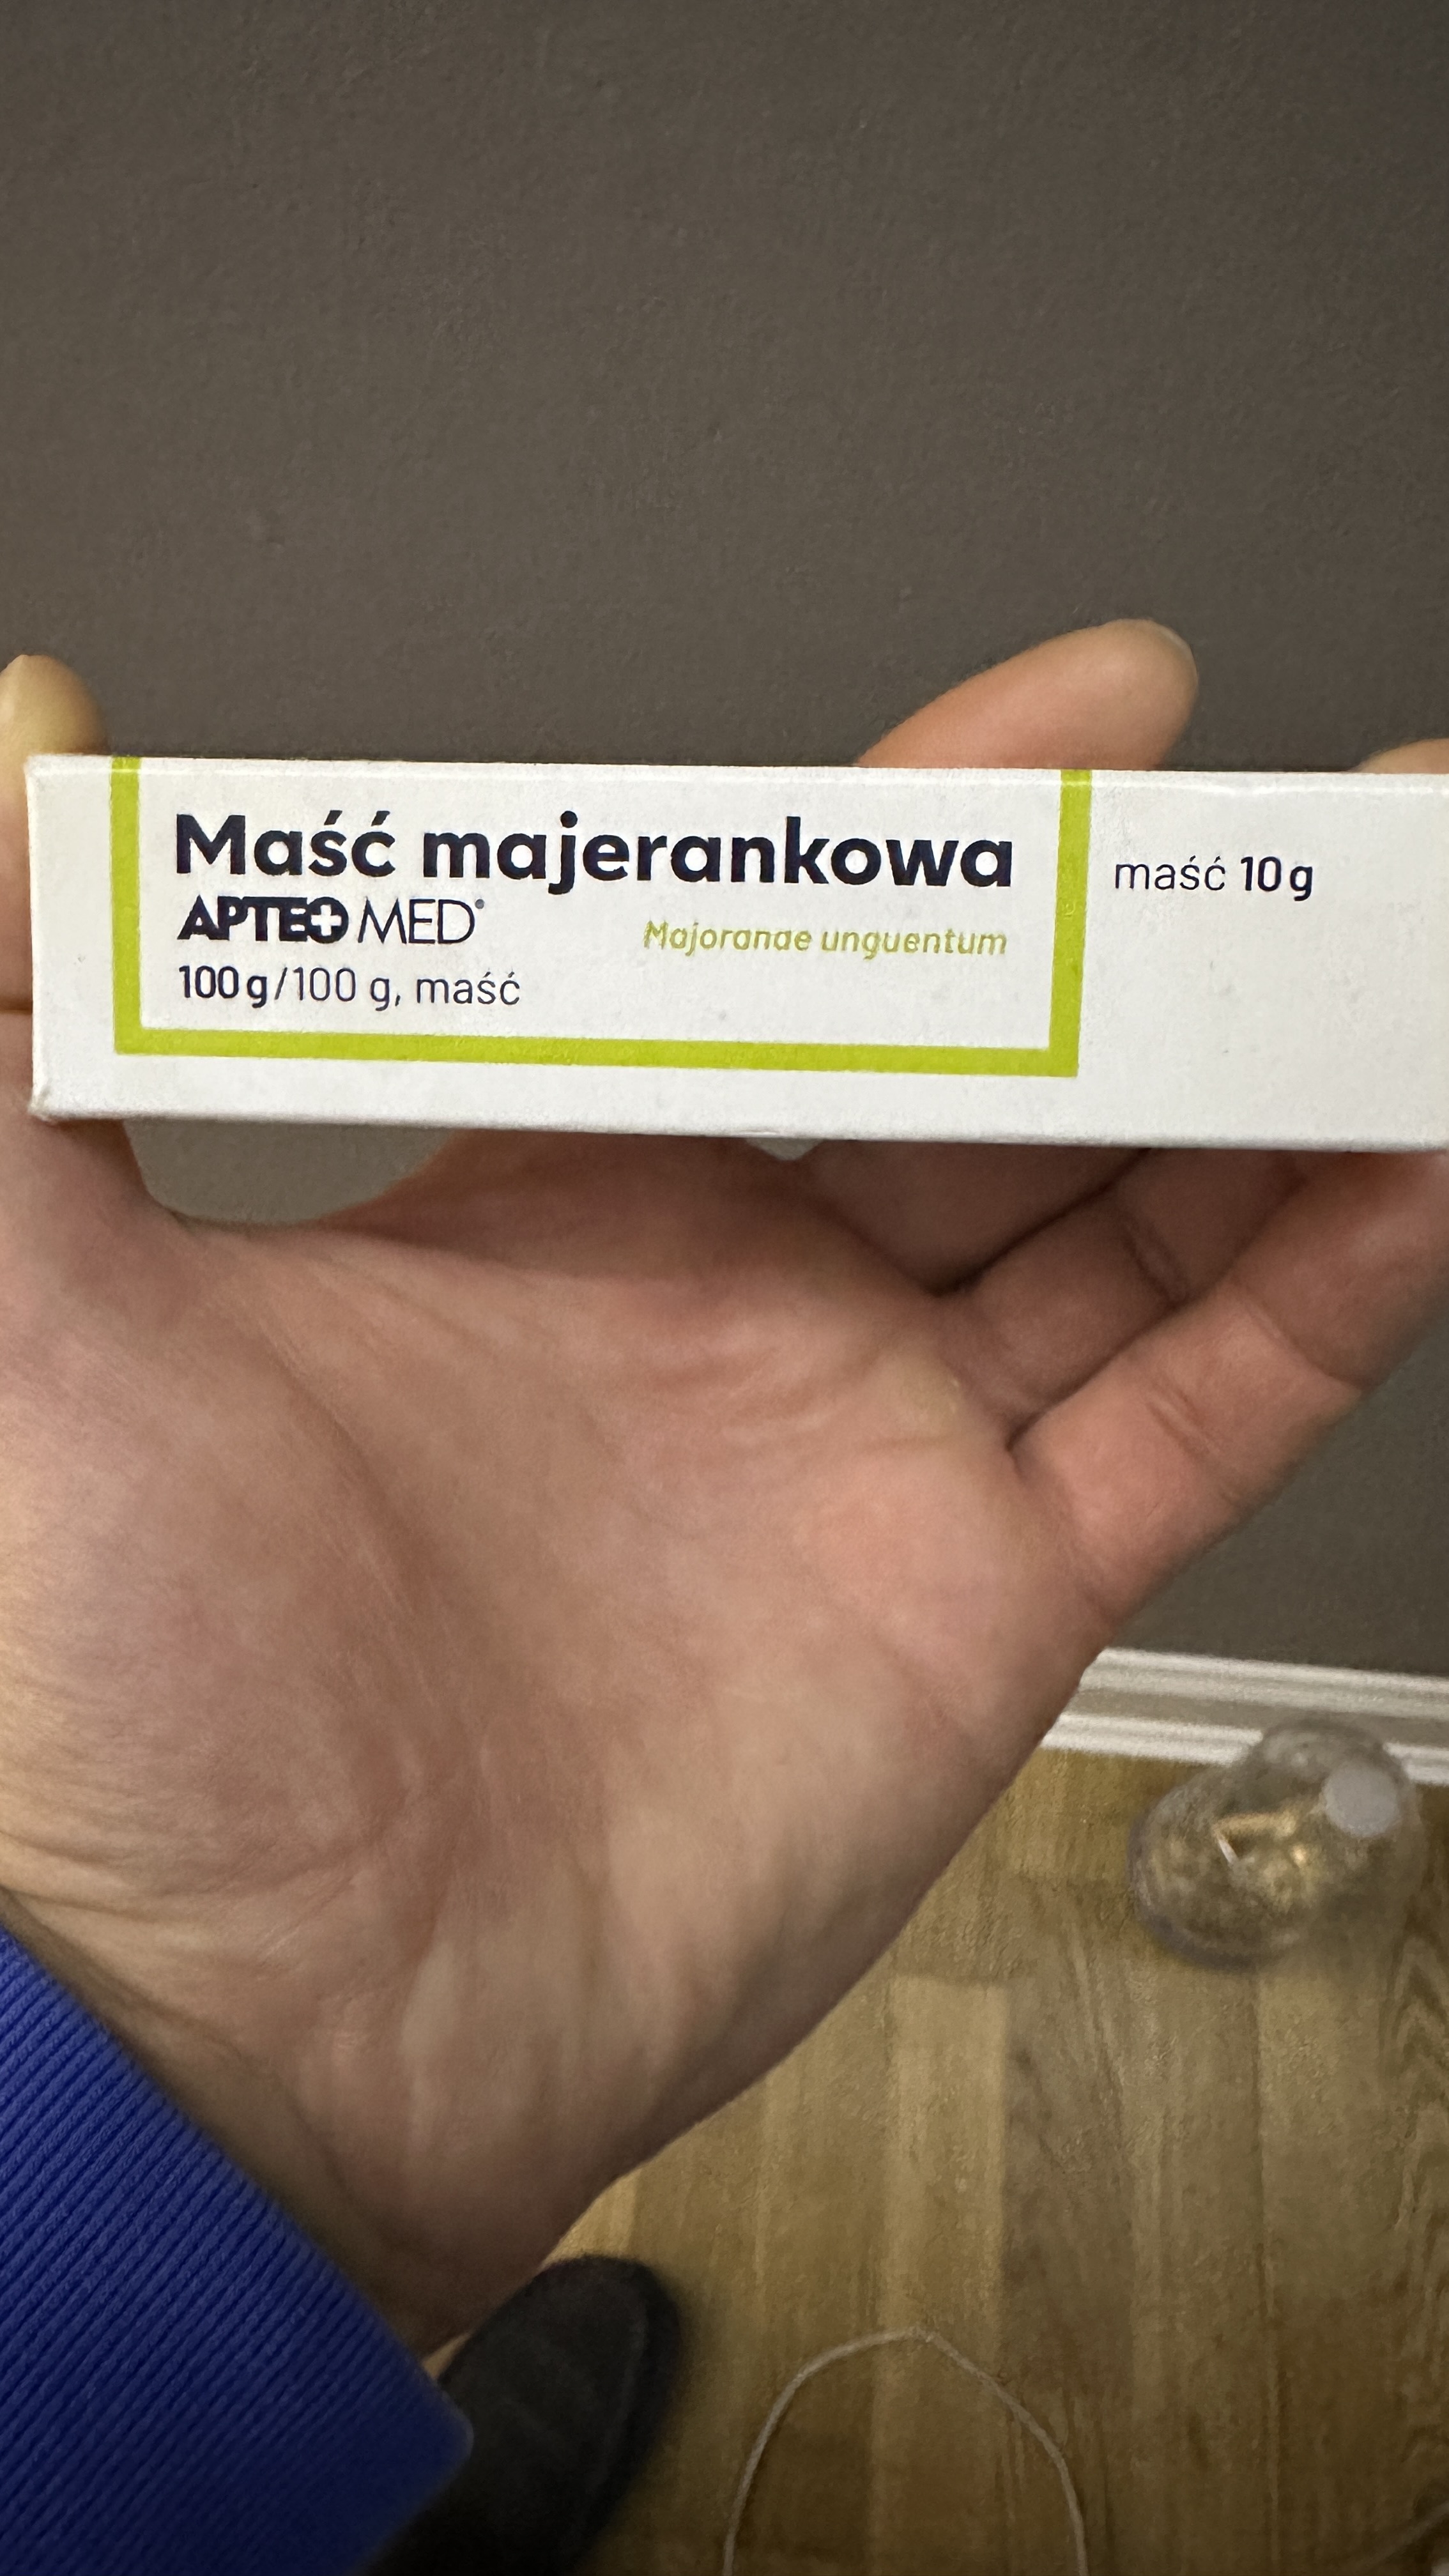 Maść majerankowa
APTEO MED®
Majoranae unguentum
100 g/100 g, maść
maść 10 g